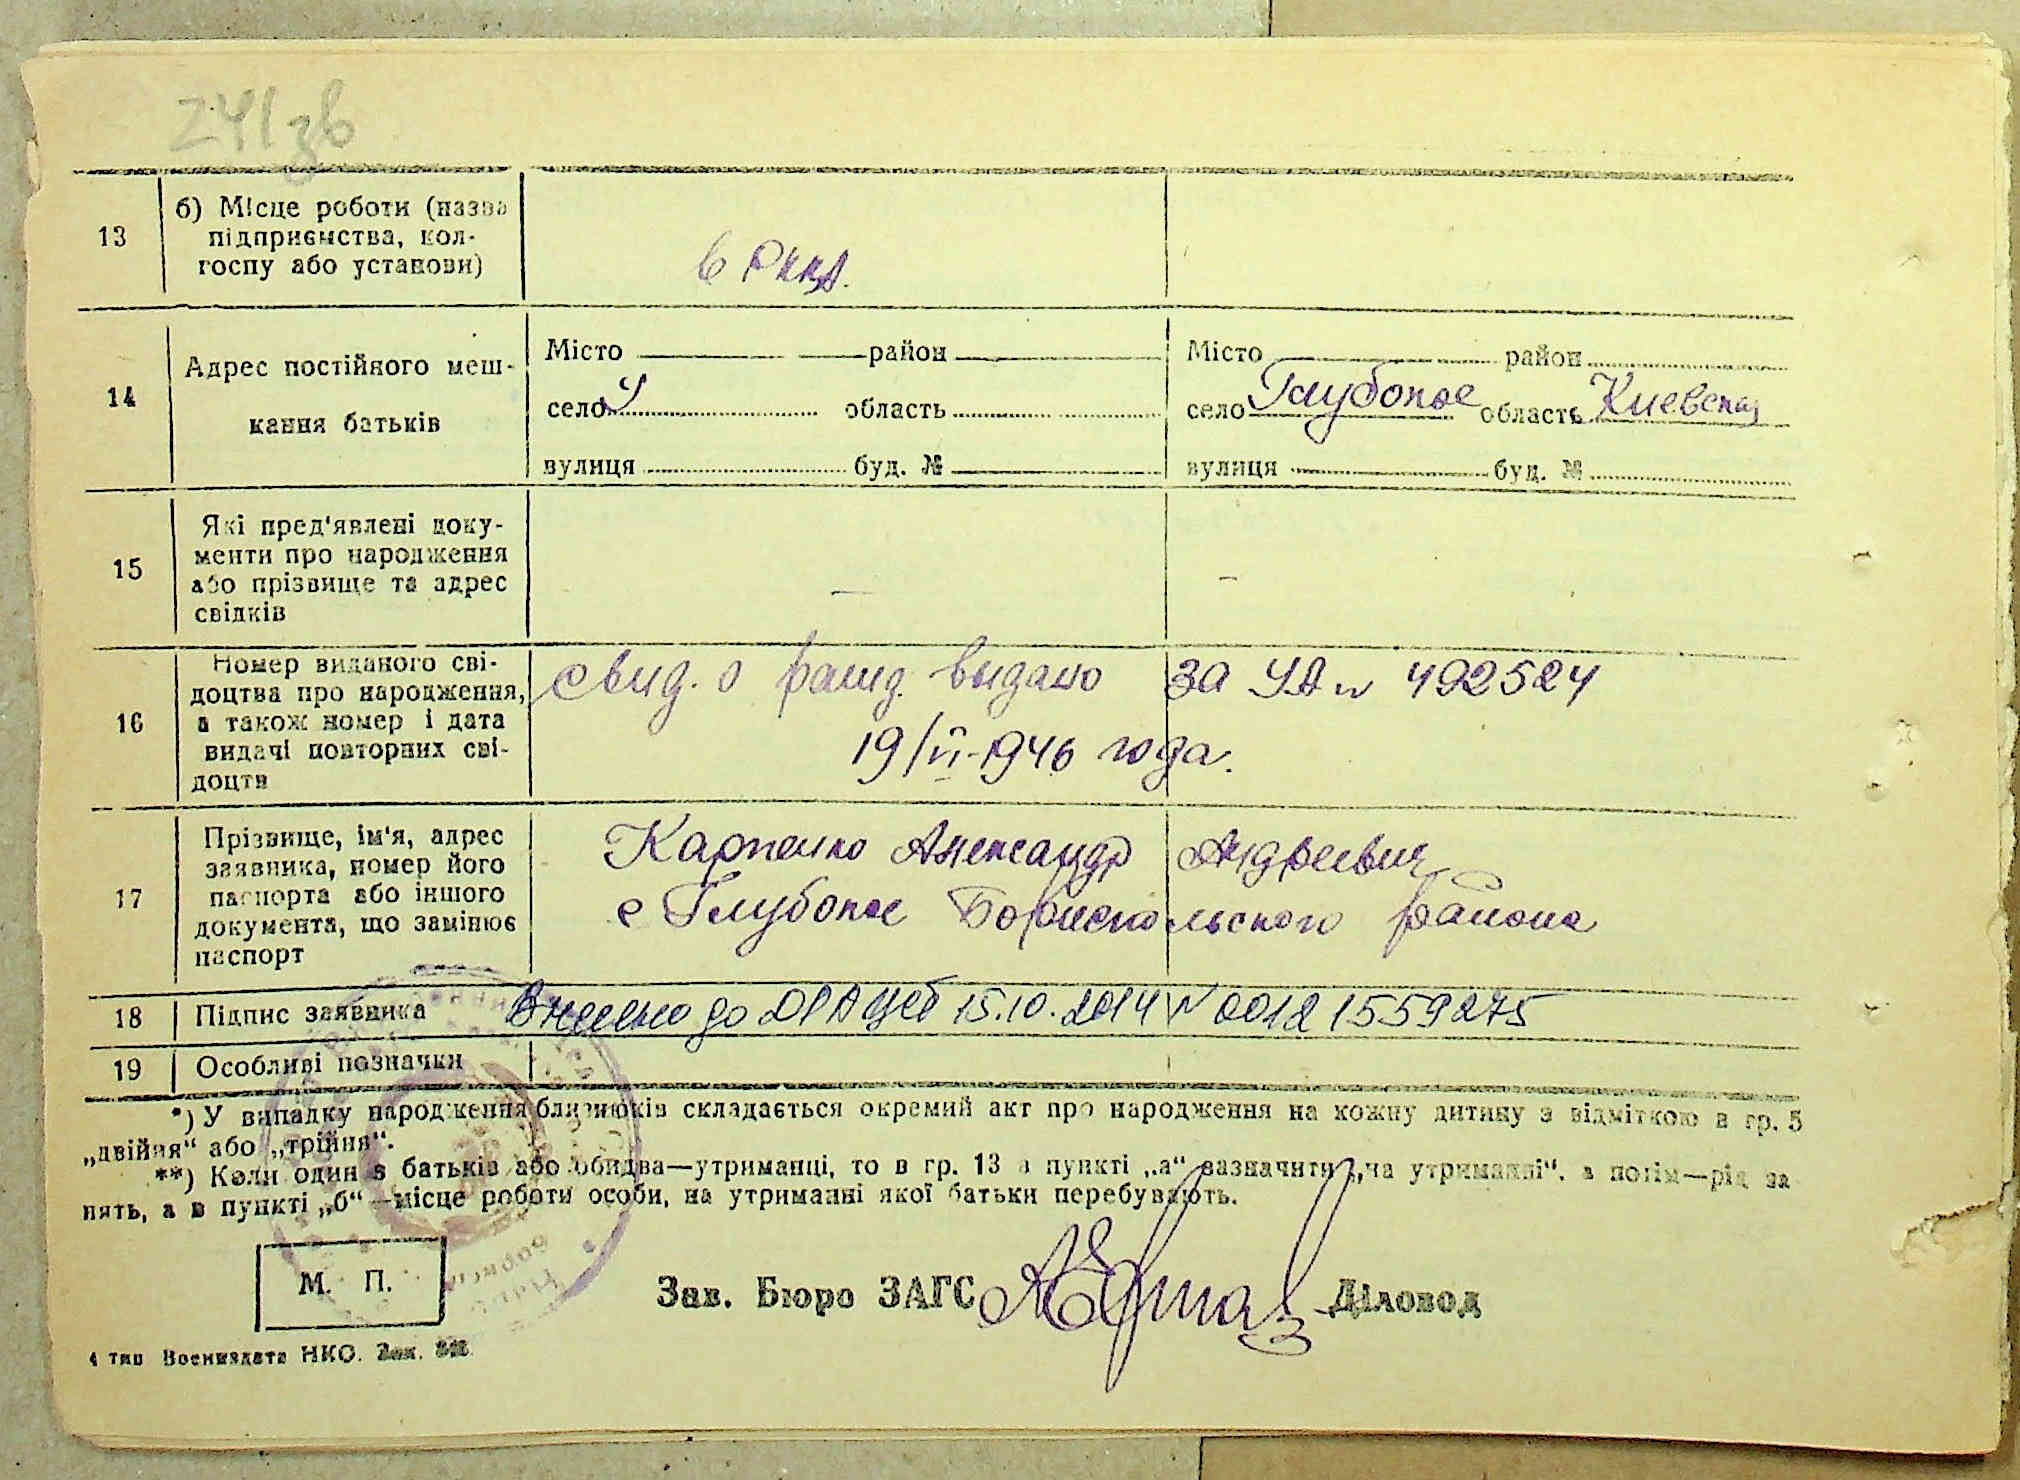 241зв
13
б) Місце роботи (назва
підприємства, кол-
госпу або установи)
в РККА.
14
Адрес постійного меш-
кання батьків
Місто район
село область
вулиця буд. №
Місто район
село Глубокое область Киевская
вулиця буд. №
15
Які пред'явлені доку-
менти про народження
або прізвище та адрес
свідків
—
–
16
Номер виданого сві-
доцтва про народження,
а також номер і дата
видачі повторних сві-
доцтв
свид. о рожд. выдано за УА № 492524
19/VI-1946 года.
17
Прізвище, ім'я, адрес
заявника, номер його
паспорта або іншого
документа, що замінює
паспорт
Карпенко Александр Андреевич
с Глубокое Бориспольского района
18
Підпис заявника
Внесено до ДРАЦСГ 15.10.2014 N 00121559275
19
Особливі позначки
*) У випадку народження близнюків складається окремий акт про народження на кожну дитину з відміткою в гр. 5
„двійня“ або „трійня“.
**) Коли один з батьків або обидва—утриманці, то в гр. 13 в пункті „а“ зазначити „на утриманні“, а потім—рід за
нять, а в пункті „б“—місце роботи особи, на утриманні якої батьки перебувають.
М. П.
Зав. Бюро ЗАГС
Діловод
4 тип Воениздата НКО. Зак.